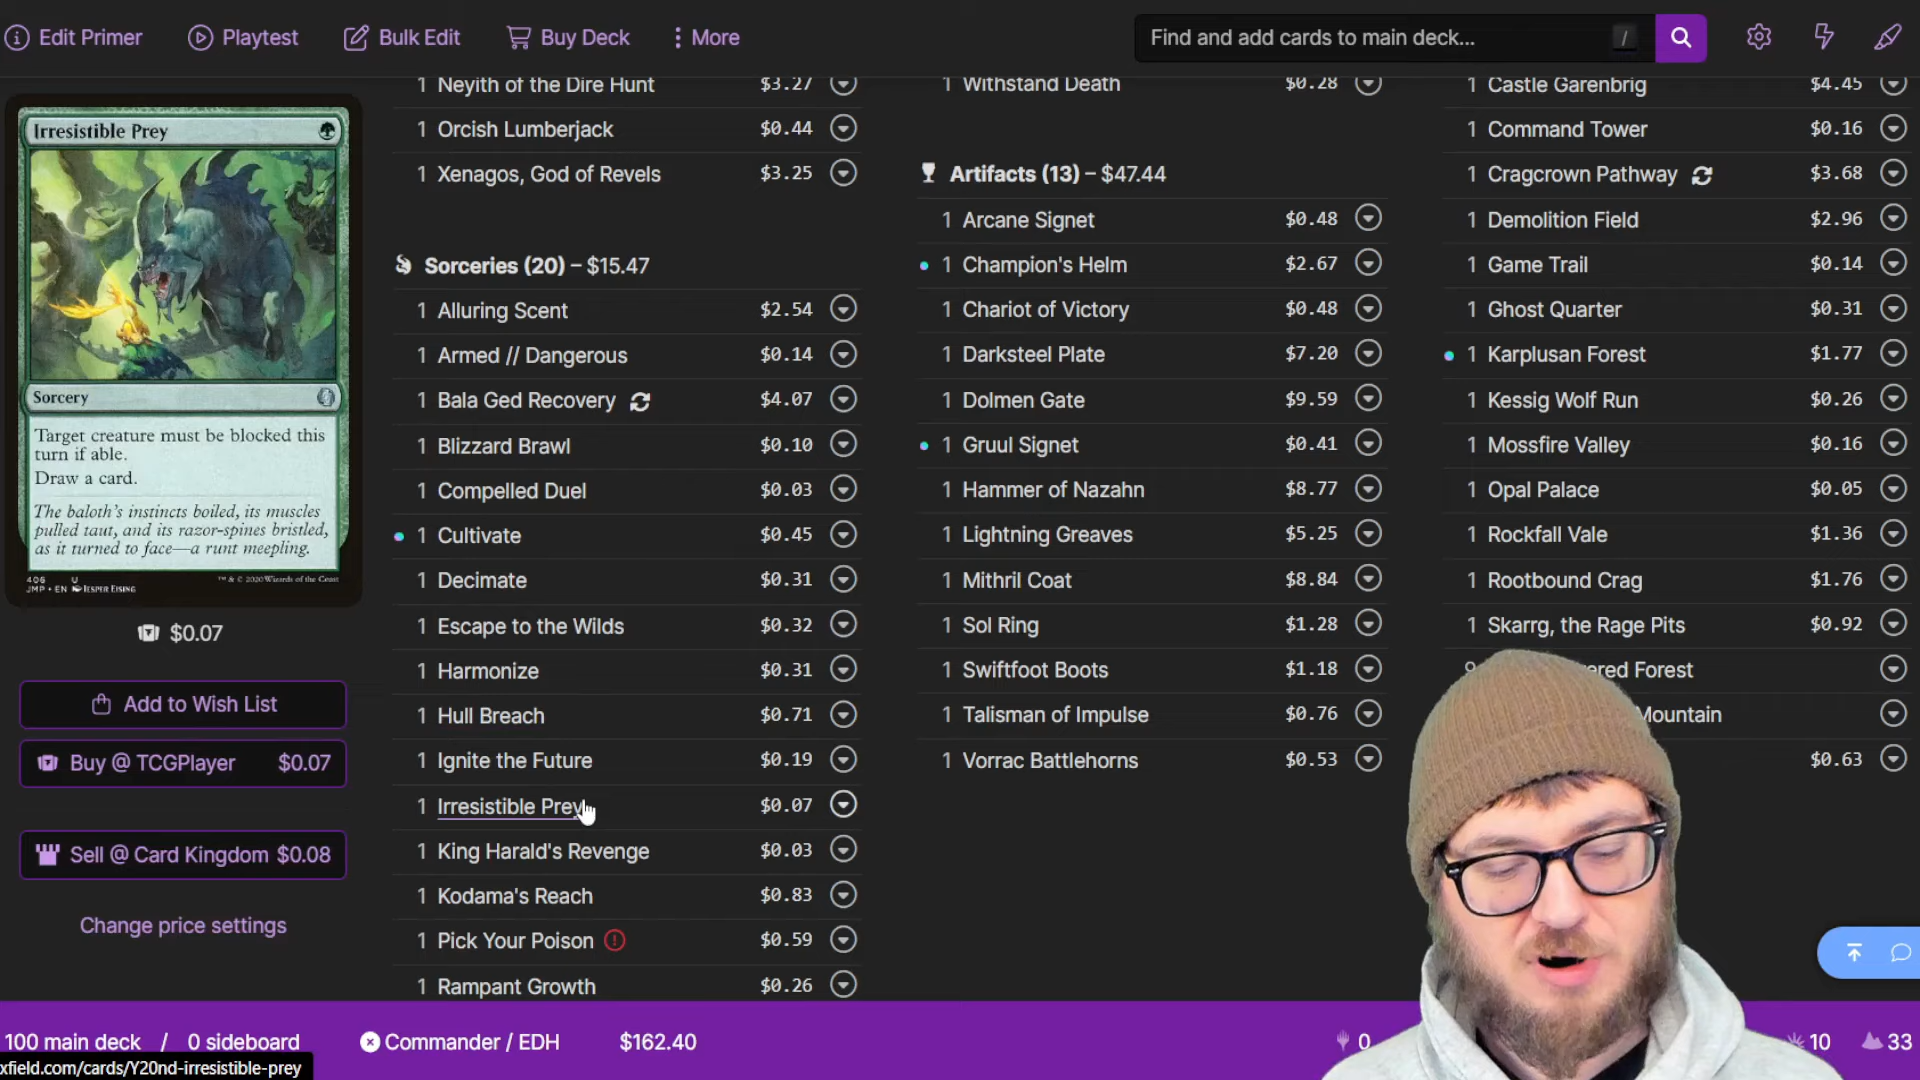 Edit Primer
Playtest
Bulk Edit
Buy Deck
More
Find and add cards to main deck...
/
Irresistible Prey
Sorcery
Target creature must be blocked this
turn if able.
Draw a card.
The baloth's instincts boiled, its muscles
pulled taut, and its razor-spines bristled,
as it turned to face—a runt meepling.
406 U
JMP • EN JESPER EJSING
™ & © 2020 Wizards of the Coast
$0.07
Add to Wish List
Buy @ TCGPlayer $0.07
Sell @ Card Kingdom $0.08
Change price settings
1 Neyith of the Dire Hunt $3.27
1 Orcish Lumberjack $0.44
1 Xenagos, God of Revels $3.25
Sorceries (20) – $15.47
1 Alluring Scent $2.54
1 Armed // Dangerous $0.14
1 Bala Ged Recovery $4.07
1 Blizzard Brawl $0.10
1 Compelled Duel $0.03
1 Cultivate $0.45
1 Decimate $0.31
1 Escape to the Wilds $0.32
1 Harmonize $0.31
1 Hull Breach $0.71
1 Ignite the Future $0.19
1 Irresistible Prey $0.07
1 King Harald's Revenge $0.03
1 Kodama's Reach $0.83
1 Pick Your Poison $0.59
1 Rampant Growth $0.26
1 Withstand Death $0.28
Artifacts (13) – $47.44
1 Arcane Signet $0.48
1 Champion's Helm $2.67
1 Chariot of Victory $0.48
1 Darksteel Plate $7.20
1 Dolmen Gate $9.59
1 Gruul Signet $0.41
1 Hammer of Nazahn $8.77
1 Lightning Greaves $5.25
1 Mithril Coat $8.84
1 Sol Ring $1.28
1 Swiftfoot Boots $1.18
1 Talisman of Impulse $0.76
1 Vorrac Battlehorns $0.53
1 Castle Garenbrig $4.45
1 Command Tower $0.16
1 Cragcrown Pathway $3.68
1 Demolition Field $2.96
1 Game Trail $0.14
1 Ghost Quarter $0.31
1 Karplusan Forest $1.77
1 Kessig Wolf Run $0.26
1 Mossfire Valley $0.16
1 Opal Palace $0.05
1 Rockfall Vale $1.36
1 Rootbound Crag $1.76
1 Skarrg, the Rage Pits $0.92
ered Forest
Mountain
$0.63
100 main deck / 0 sideboard
Commander / EDH
$162.40
0
10
33
xfield.com/cards/Y20nd-irresistible-prey